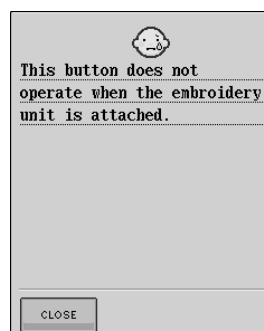 This button does not
operate when the embroidery
unit is attached.
CLOSE